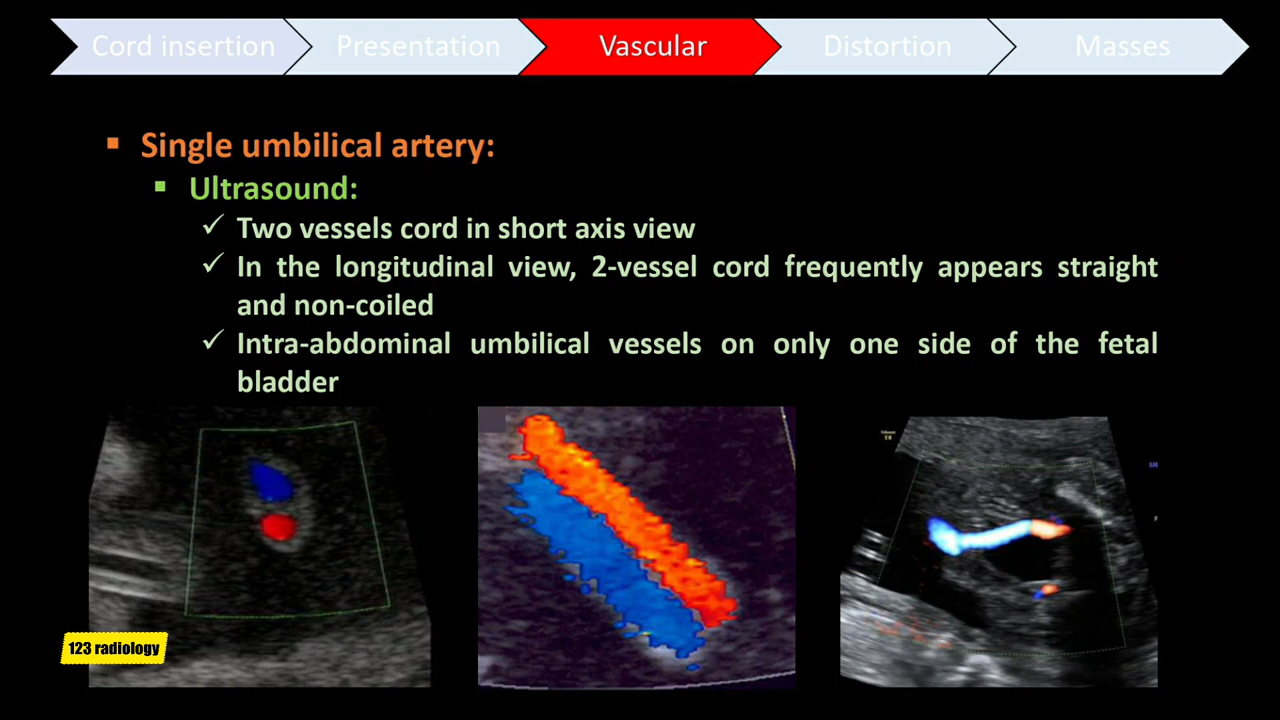 Cord insertion
Presentation
Vascular
Distortion
Masses
Single umbilical artery:
Ultrasound:
Two vessels cord in short axis view
In the longitudinal view, 2-vessel cord frequently appears straight
and non-coiled
Intra-abdominal umbilical vessels on only one side of the fetal
bladder
123 radiology